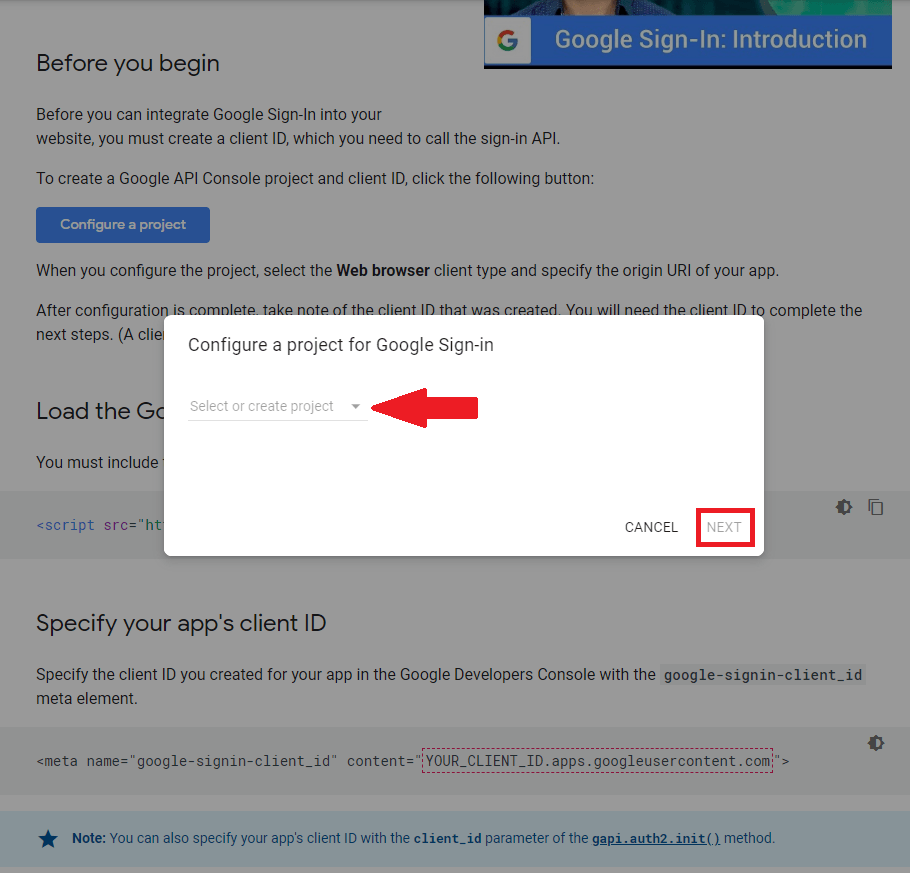 Google Sign-In: Introduction
Before you begin
Before you can integrate Google Sign-In into your
website, you must create a client ID, which you need to call the sign-in API.
To create a Google API Console project and client ID, click the following button:
Configure a project
When you configure the project, select the Web browser client type and specify the origin URI of your app.
After configuration is complete, take note of the client ID that was created. You will need the client ID to complete the
next steps. (A clie
Configure a project for Google Sign-in
Select or create project
CANCEL NEXT
Load the Go
You must include
<script src="ht
Specify your app's client ID
Specify the client ID you created for your app in the Google Developers Console with the google-signin-client_id
meta element.
<meta name="google-signin-client_id" content="YOUR_CLIENT_ID.apps.googleusercontent.com">
Note: You can also specify your app's client ID with the client_id parameter of the gapi.auth2.init() method.